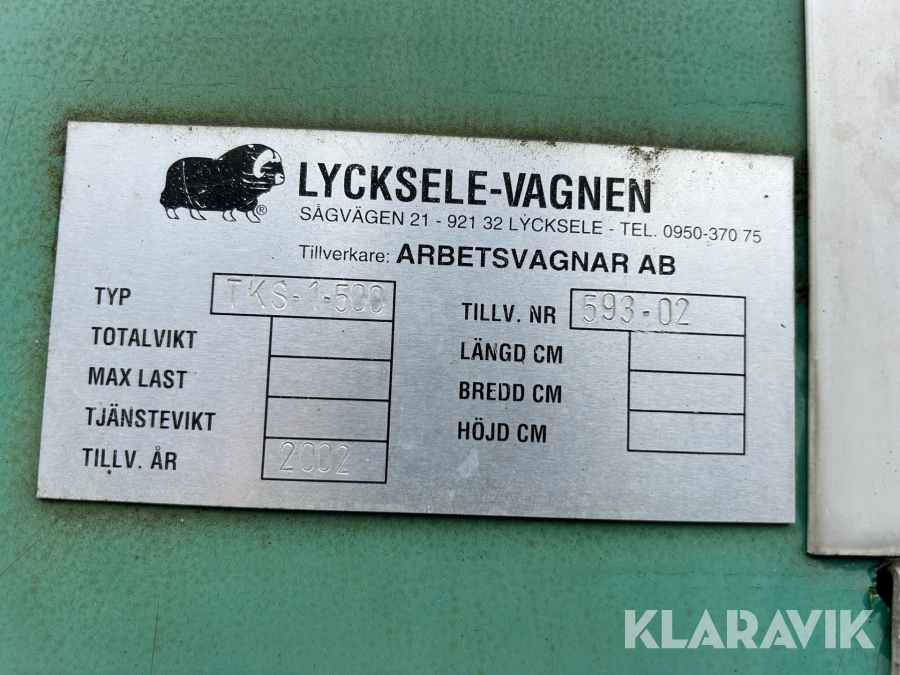 LYCKSELE-VAGNEN
®
SÅGVÄGEN 21 - 921 32 LYCKSELE - TEL. 0950-370 75
Tillverkare: ARBETSVAGNAR AB
TYP TKS-1-500
TOTALVIKT
MAX LAST
TJÄNSTEVIKT
TILLV. ÅR 2002
TILLV. NR 593-02
LÄNGD CM
BREDD CM
HÖJD CM
KLARAVIK